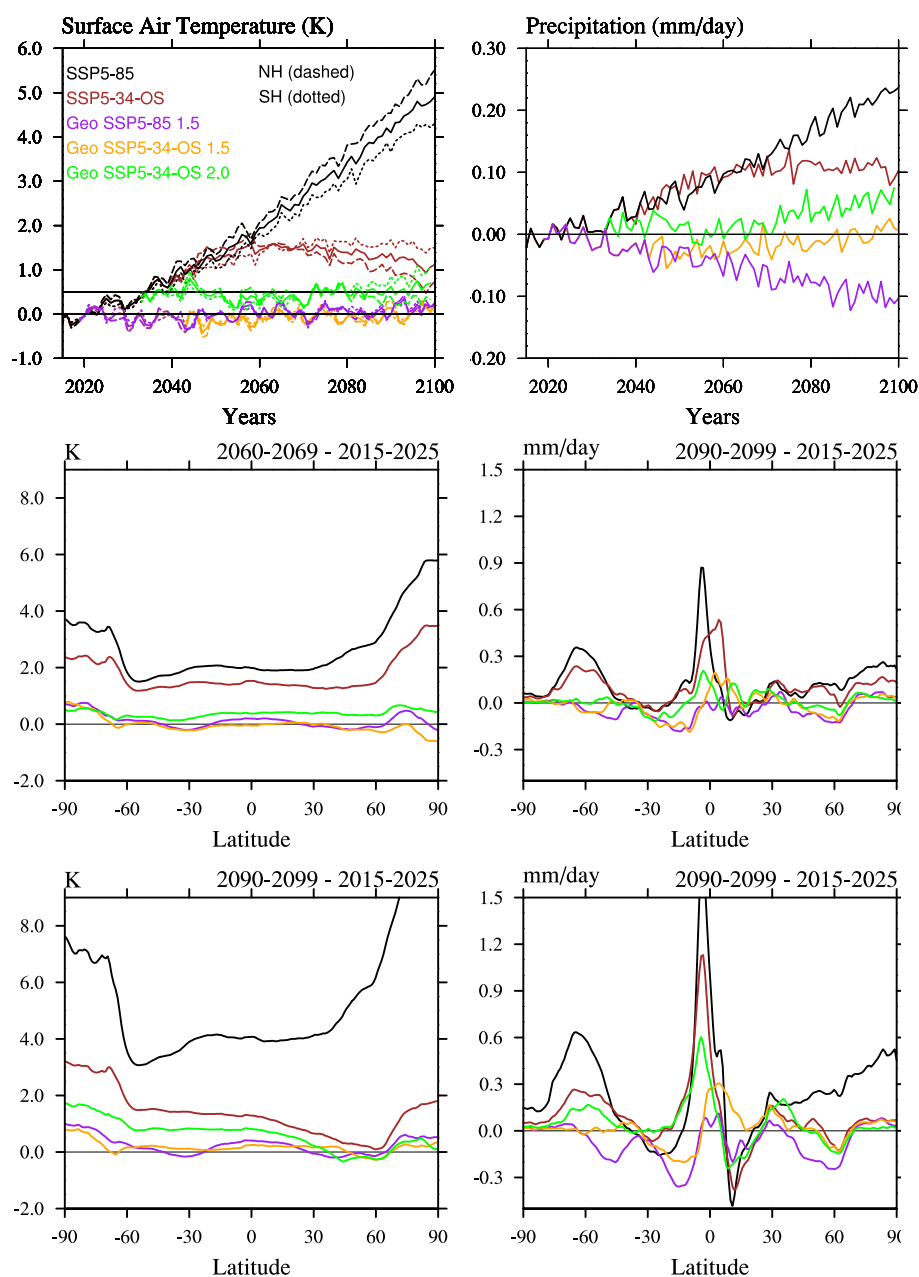 Surface Air Temperature (K)
6.0
5.0
4.0
3.0
2.0
1.0
0.0
-1.0
SSP5-85
SSP5-34-OS
Geo SSP5-85 1.5
Geo SSP5-34-OS 1.5
Geo SSP5-34-OS 2.0
NH (dashed)
SH (dotted)
2020 2040 2060 2080 2100
Years
Precipitation (mm/day)
0.30
0.20
0.10
0.00
-0.10
-0.20
2020 2040 2060 2080 2100
Years
K 2060-2069 - 2015-2025
8.0
6.0
4.0
2.0
0.0
-2.0
-90 -60 -30 0 30 60 90
Latitude
mm/day 2090-2099 - 2015-2025
1.5
1.2
0.9
0.6
0.3
0.0
-0.3
-90 -60 -30 0 30 60 90
Latitude
K 2090-2099 - 2015-2025
8.0
6.0
4.0
2.0
0.0
-2.0
-90 -60 -30 0 30 60 90
Latitude
mm/day 2090-2099 - 2015-2025
1.5
1.2
0.9
0.6
0.3
0.0
-0.3
-90 -60 -30 0 30 60 90
Latitude